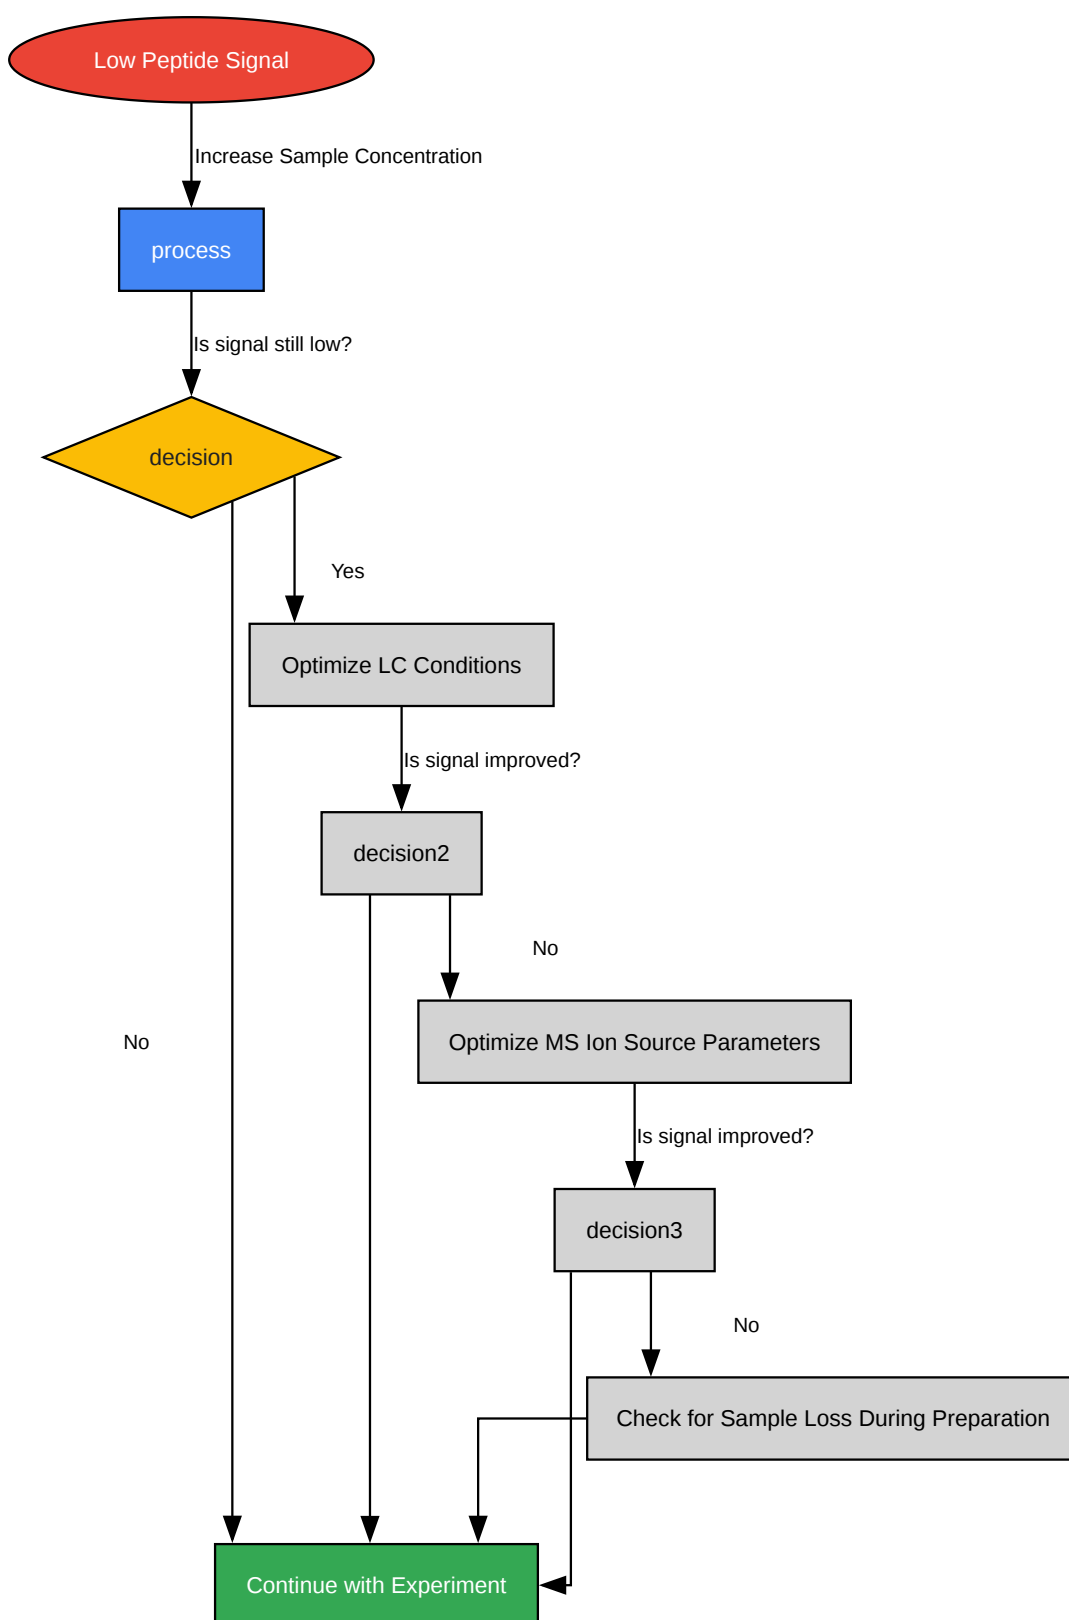 Low Peptide Signal
Increase Sample Concentration
process
Is signal still low?
decision
Yes
Optimize LC Conditions
Is signal improved?
decision2
No
Optimize MS Ion Source Parameters
No
Is signal improved?
decision3
No
Check for Sample Loss During Preparation
Continue with Experiment